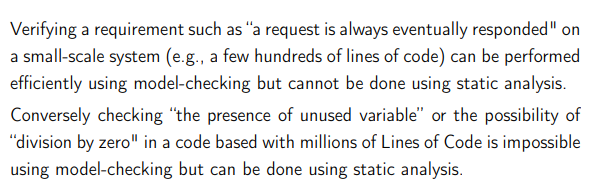 Verifying a requirement such as “a request is always eventually responded" on
a small-scale system (e.g., a few hundreds of lines of code) can be performed
efficiently using model-checking but cannot be done using static analysis.
Conversely checking “the presence of unused variable” or the possibility of
“division by zero" in a code based with millions of Lines of Code is impossible
using model-checking but can be done using static analysis.